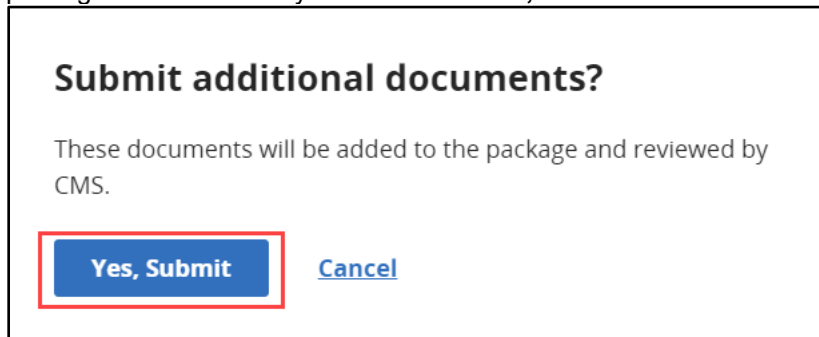 Submit additional documents?
These documents will be added to the package and reviewed by
CMS.
Yes, Submit Cancel